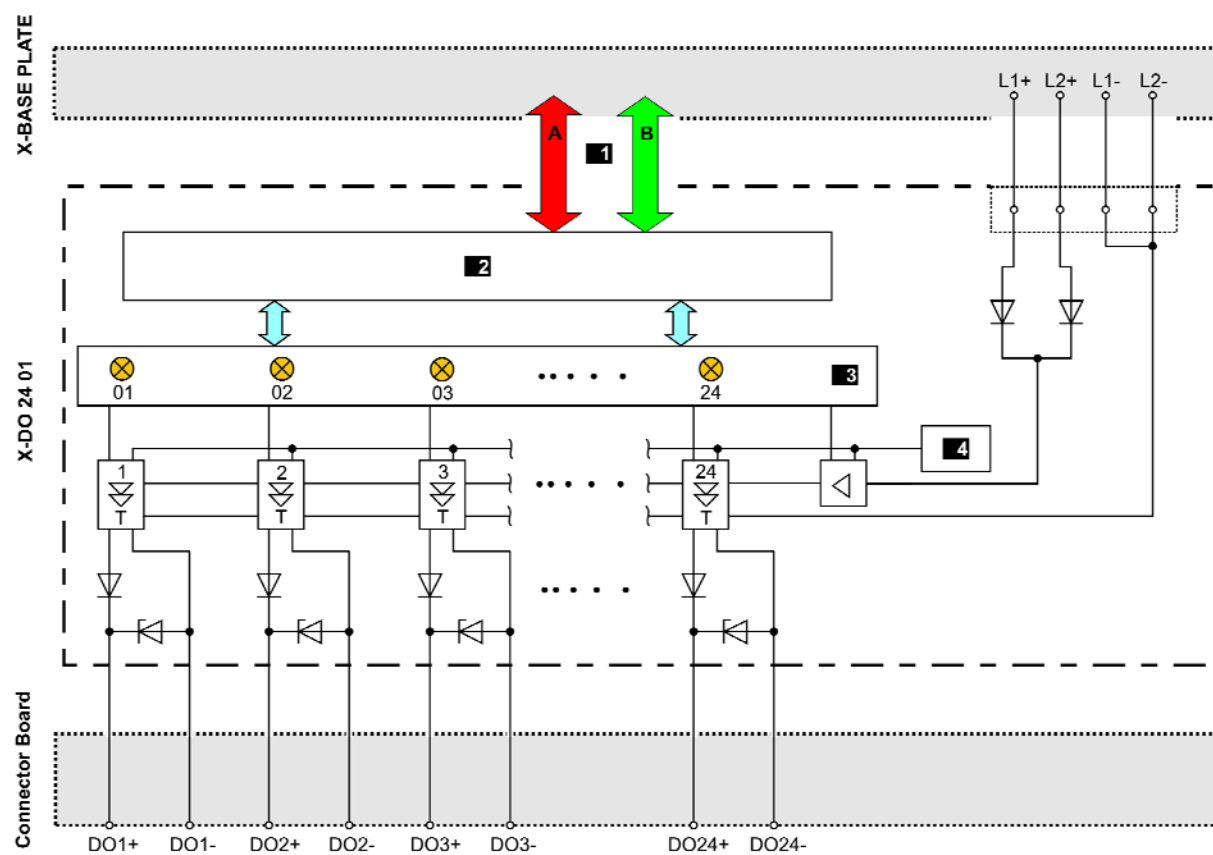 X-BASE PLATE
L1+ L2+ L1- L2-
A B
1
2
X-DO 24 01
01 02 03 24
3
4
1 2 3 24
T T T T
Connector Board
DO1+ DO1- DO2+ DO2- DO3+ DO3- DO24+ DO24-